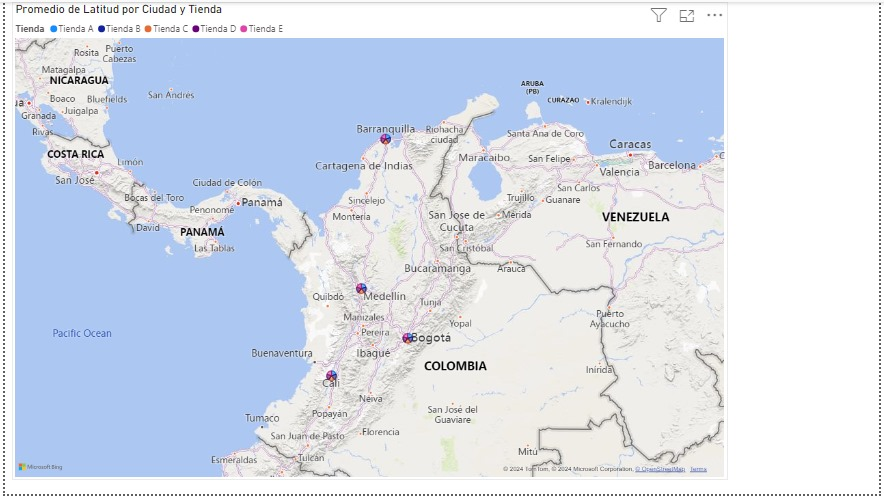 Promedio de Latitud por Ciudad y Tienda
Tienda Tienda A Tienda B Tienda C Tienda D Tienda E
Rosita
Puerto Cabezas
Matagalpa
NICARAGUA
Boaco
Bluefields
San Andrés
Juigalpa
ua
Granada
Rivas
COSTA RICA
Limón
San José
Bocas del Toro
Ciudad de Colón
Penonomé
Panamá
David
PANAMÁ
Las Tablas
ARUBA
(PB)
CURAÇAO
Kralendijk
Barranquilla
Riohacha
ciudad
Santa Ana de Coro
Caracas
Cartagena de Indias
Maracaibo
San Felipe
Valencia
Barcelona
C
San Carlos
Sincelejo
Trujillo
Guanare
Montería
San Jose de
Cucuta
Mérida
VENEZUELA
San Cristóbal
San Fernando
Bucaramanga
Arauca
Quibdó
Medellín
Tunja
Puerto
Ayacucho
Manizales
Yopal
Pereira
Bogotá
Pacific Ocean
Buenaventura
Ibagué
COLOMBIA
Inírida
Cali
Neiva
Tumaco
Popayán
San José del
Guaviare
San Juan de Pasto
Florencia
Mitú
Esmeraldas
Tulcán
Microsoft Bing
© 2024 TomTom, © 2024 Microsoft Corporation, © OpenStreetMap Terms